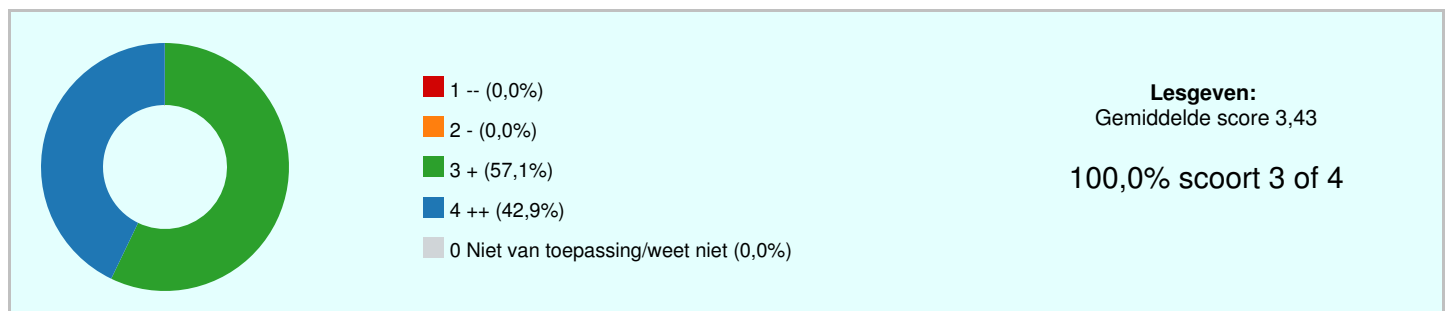 1 -- (0,0%)
2 - (0,0%)
3 + (57,1%)
4 ++ (42,9%)
0 Niet van toepassing/weet niet (0,0%)
Lesgeven:
Gemiddelde score 3,43
100,0% scoort 3 of 4